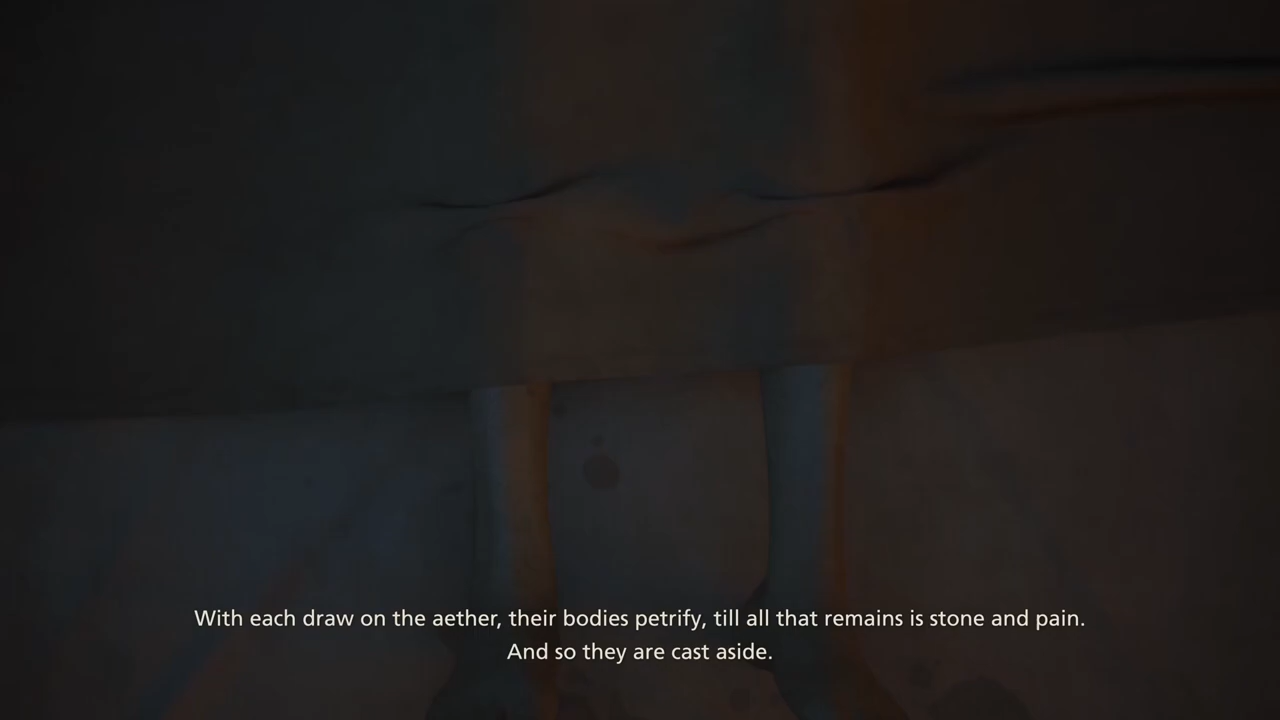 With each draw on the aether, their bodies petrify, till all that remains is stone and pain.
And so they are cast aside.